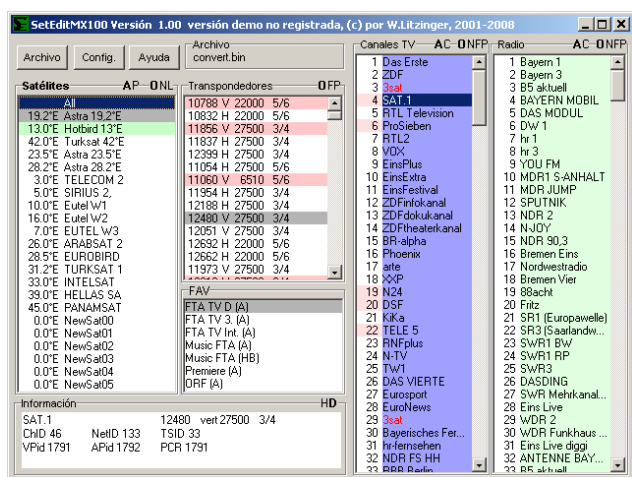 SetEditMX100 Versión 1.00 versión demo no registrada, (c) por W.Litzinger, 2001-2008
Archivo
Config.
Ayuda
Archivo
convert.bin
Satélites AP ONL
All
19.2°E Astra 19,2°E
13.0°E Hotbird 13°E
42.0°E Turksat 42°E
23.5°E Astra 23.5°E
28.2°E Astra 28.2°E
3.0°E TELECOM 2
5.0°E SIRIUS 2,
10.0°E Eutel W1
16.0°E Eutel W2
7.0°E EUTEL W3
26.0°E ARABSAT 2
28.5°E EUROBIRD
31.2°E TURKSAT 1
33.0°E INTELSAT
39.0°E HELLAS SA
45.0°E PANAMSAT
0.0°E NewSat00
0.0°E NewSat01
0.0°E NewSat02
0.0°E NewSat03
0.0°E NewSat04
0.0°E NewSat05
Transpondedores OFP
10788 V 22000 5/6
10832 H 22000 5/6
11856 V 27500 3/4
11837 H 27500 3/4
12399 H 27500 3/4
11054 H 27500 5/6
11060 V 6510 5/6
11954 H 27500 3/4
12188 H 27500 3/4
12480 V 27500 3/4
12051 V 27500 3/4
12692 H 22000 5/6
12662 H 22000 5/6
11973 V 27500 3/4
FAV
FTA TV D (A)
FTA TV 3. (A)
FTA TV Int. (A)
Music FTA (A)
Music FTA (HB)
Premiere (A)
ORF (A)
Canales TV AC ONFP
1 Das Erste
2 ZDF
3 3sat
4 SAT.1
5 RTL Television
6 ProSieben
7 RTL2
8 VOX
9 EinsPlus
10 EinsExtra
11 EinsFestival
12 ZDFinfokanal
13 ZDFdokukanal
14 ZDFtheaterkanal
15 BR-alpha
16 Phoenix
17 arte
18 XXP
19 N24
20 DSF
21 KiKa
22 TELE 5
23 RNFplus
24 N-TV
25 TW1
26 DAS VIERTE
27 Eurosport
28 EuroNews
29 3sat
30 Bayerisches Fer...
31 hr-fernsehen
32 NDR FS HH
33 RBB Berlin
Radio AC ONFP
1 Bayern 1
2 Bayern 3
3 B5 aktuell
4 BAYERN MOBIL
5 DAS MODUL
6 DW 1
7 hr 1
8 hr 3
9 YOU FM
10 MDR1 S-ANHALT
11 MDR JUMP
12 SPUTNIK
13 NDR 2
14 N-JOY
15 NDR 90,3
16 Bremen Eins
17 Nordwestradio
18 Bremen Vier
19 88acht
20 Fritz
21 SR1 (Europawelle)
22 SR3 (Saarlandw...
23 SWR1 BW
24 SWR1 RP
25 SWR3
26 DASDING
27 SWR Mehrkanal...
28 Eins Live
29 WDR 2
30 WDR Funkhaus ...
31 Eins Live diggi
32 ANTENNE BAY...
33 B5 aktuell
Información HD
SAT.1 12480 vert 27500 3/4
ChID 46 NetID 133 TSID 33
VPid 1791 APid 1792 PCR 1791